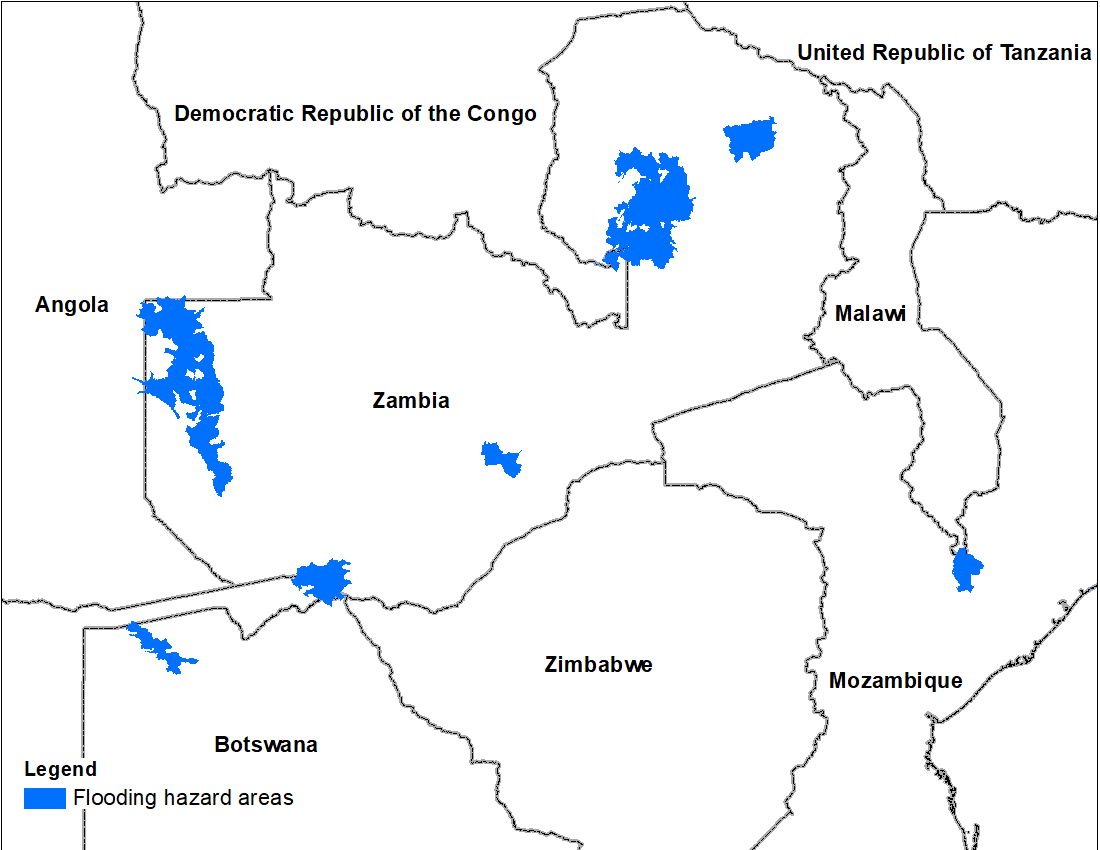 United Republic of Tanzania
Democratic Republic of the Congo
Angola
Malawi
Zambia
Zimbabwe
Mozambique
Botswana
Legend
Flooding hazard areas